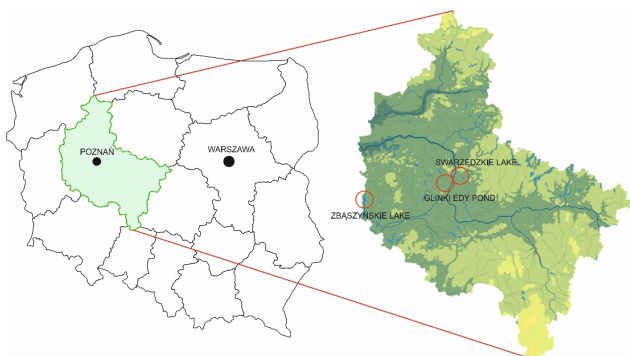 POZNAŃ
WARSZAWA
SWARZĘDZKIE LAKE
GLINKI EDY POND
ZBĄSZYŃSKIE LAKE